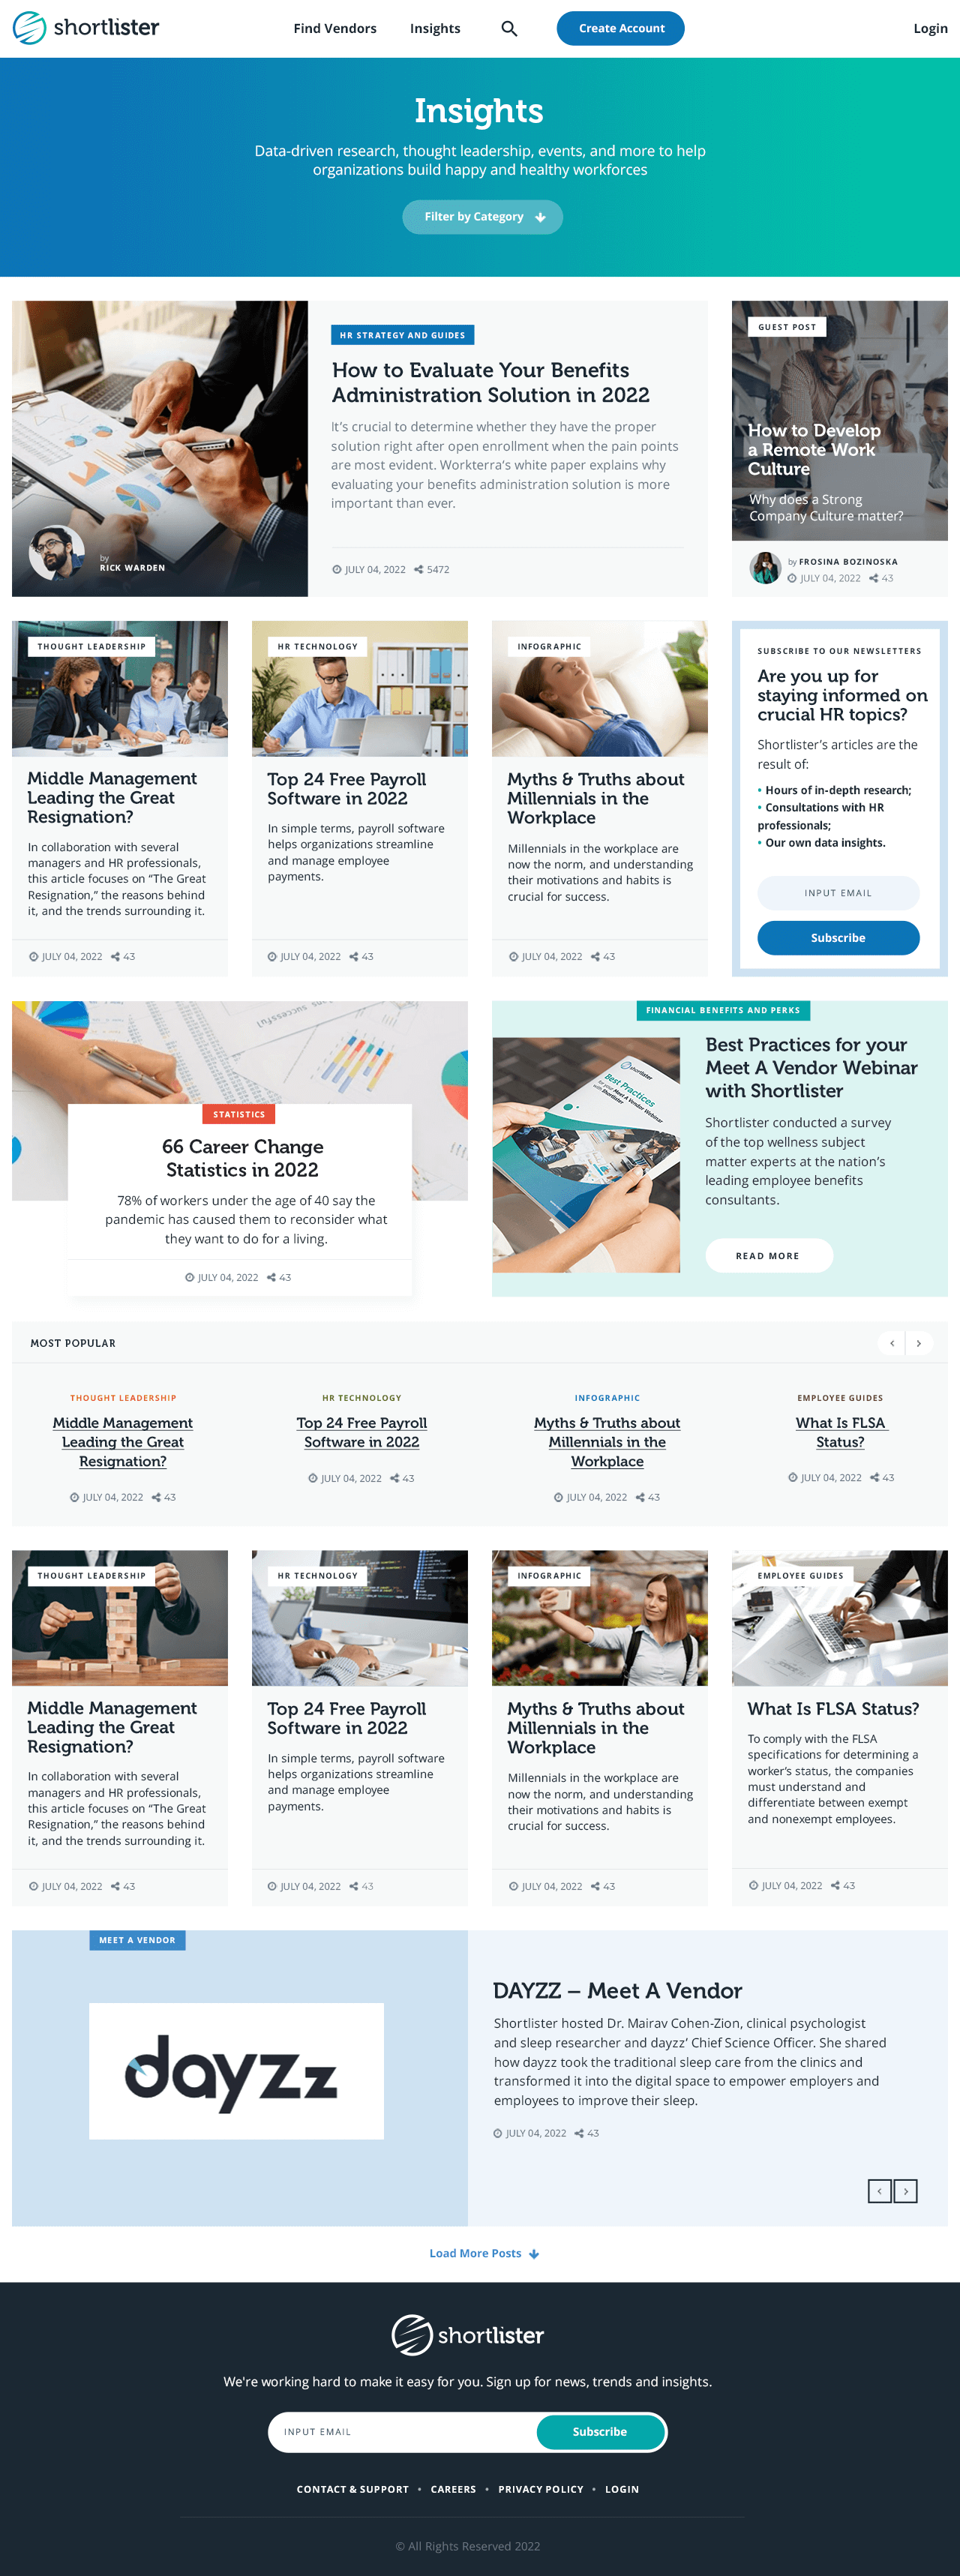 shortlister
Find Vendors
Insights
Create Account
Login
Insights
Data-driven research, thought leadership, events, and more to help
organizations build happy and healthy workforces
Filter by Category
HR STRATEGY AND GUIDES
How to Evaluate Your Benefits
Administration Solution in 2022
It's crucial to determine whether they have the proper
solution right after open enrollment when the pain points
are most evident. Workterra's white paper explains why
evaluating your benefits administration solution is more
important than ever.
by
RICK WARDEN
JULY 04, 2022 5472
GUEST POST
How to Develop
a Remote Work
Culture
Why does a Strong
Company Culture matter?
by FROSINA BOZINOSKA
JULY 04, 2022 43
THOUGHT LEADERSHIP
Middle Management
Leading the Great
Resignation?
In collaboration with several
managers and HR professionals,
this article focuses on “The Great
Resignation,” the reasons behind
it, and the trends surrounding it.
JULY 04, 2022 43
HR TECHNOLOGY
Top 24 Free Payroll
Software in 2022
In simple terms, payroll software
helps organizations streamline
and manage employee
payments.
JULY 04, 2022 43
INFOGRAPHIC
Myths & Truths about
Millennials in the
Workplace
Millennials in the workplace are
now the norm, and understanding
their motivations and habits is
crucial for success.
JULY 04, 2022 43
SUBSCRIBE TO OUR NEWSLETTERS
Are you up for
staying informed on
crucial HR topics?
Shortlister's articles are the
result of:
• Hours of in-depth research;
• Consultations with HR
professionals;
• Our own data insights.
INPUT EMAIL
Subscribe
STATISTICS
66 Career Change
Statistics in 2022
78% of workers under the age of 40 say the
pandemic has caused them to reconsider what
they want to do for a living.
JULY 04, 2022 43
FINANCIAL BENEFITS AND PERKS
shortlister
Best Practices
for your Meet A Vendor Webinar
with Shortlister
Best Practices for your
Meet A Vendor Webinar
with Shortlister
Shortlister conducted a survey
of the top wellness subject
matter experts at the nation's
leading employee benefits
consultants.
READ MORE
MOST POPULAR
THOUGHT LEADERSHIP
Middle Management
Leading the Great
Resignation?
JULY 04, 2022 43
HR TECHNOLOGY
Top 24 Free Payroll
Software in 2022
JULY 04, 2022 43
INFOGRAPHIC
Myths & Truths about
Millennials in the
Workplace
JULY 04, 2022 43
EMPLOYEE GUIDES
What Is FLSA
Status?
JULY 04, 2022 43
THOUGHT LEADERSHIP
Middle Management
Leading the Great
Resignation?
In collaboration with several
managers and HR professionals,
this article focuses on “The Great
Resignation,” the reasons behind
it, and the trends surrounding it.
JULY 04, 2022 43
HR TECHNOLOGY
Top 24 Free Payroll
Software in 2022
In simple terms, payroll software
helps organizations streamline
and manage employee
payments.
JULY 04, 2022 43
INFOGRAPHIC
Myths & Truths about
Millennials in the
Workplace
Millennials in the workplace are
now the norm, and understanding
their motivations and habits is
crucial for success.
JULY 04, 2022 43
EMPLOYEE GUIDES
What Is FLSA Status?
To comply with the FLSA
specifications for determining a
worker's status, the companies
must understand and
differentiate between exempt
and nonexempt employees.
JULY 04, 2022 43
MEET A VENDOR
dayzz
DAYZZ – Meet A Vendor
Shortlister hosted Dr. Mairav Cohen-Zion, clinical psychologist
and sleep researcher and dayzz' Chief Science Officer. She shared
how dayzz took the traditional sleep care from the clinics and
transformed it into the digital space to empower employers and
employees to improve their sleep.
JULY 04, 2022 43
Load More Posts
shortlister
We're working hard to make it easy for you. Sign up for news, trends and insights.
INPUT EMAIL
Subscribe
CONTACT & SUPPORT • CAREERS • PRIVACY POLICY • LOGIN
© All Rights Reserved 2022